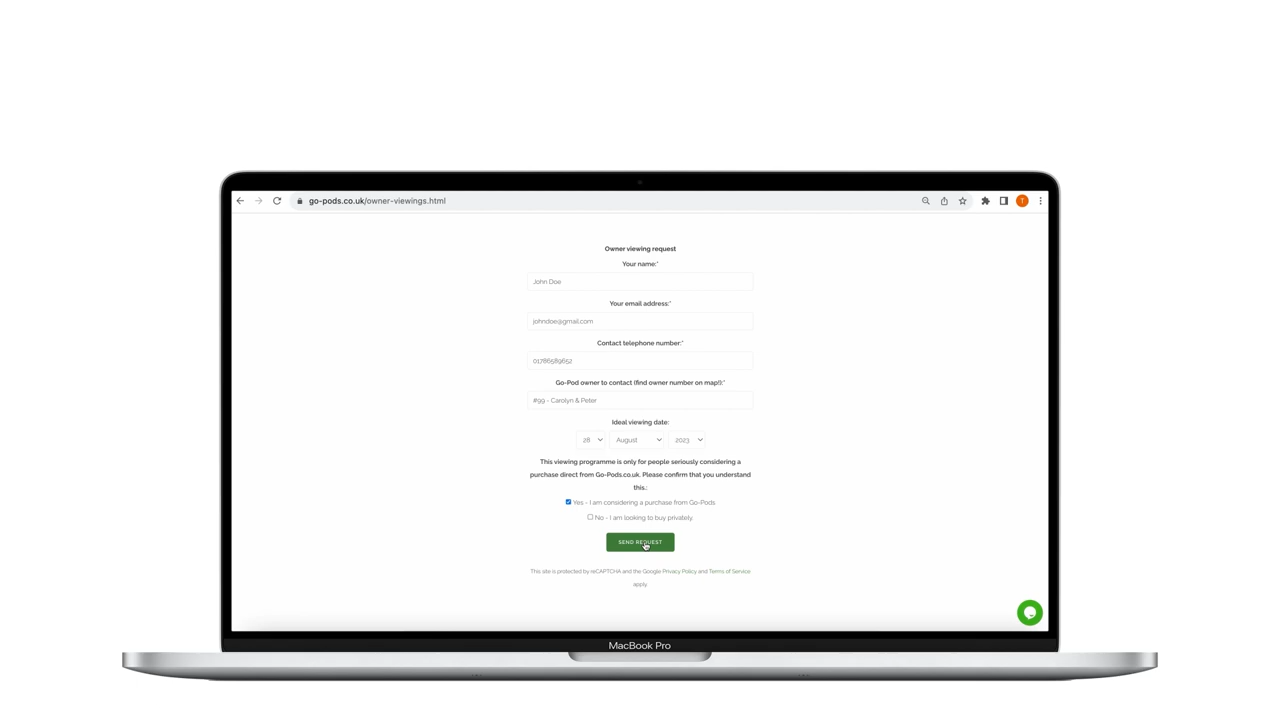 go-pods.co.uk/owner-viewings.html
T
Owner viewing request
Your name:*
John Doe
Your email address:*
johndoe@gmail.com
Contact telephone number:*
01786589652
Go-Pod owner to contact (find owner number on map!):*
#99 - Carolyn & Peter
Ideal viewing date:
28 August 2023
This viewing programme is only for people seriously considering a
purchase direct from Go-Pods.co.uk. Please confirm that you understand
this.:
Yes - I am considering a purchase from Go-Pods
No - I am looking to buy privately.
SEND REQUEST
This site is protected by reCAPTCHA and the Google Privacy Policy and Terms of Service
apply.
MacBook Pro